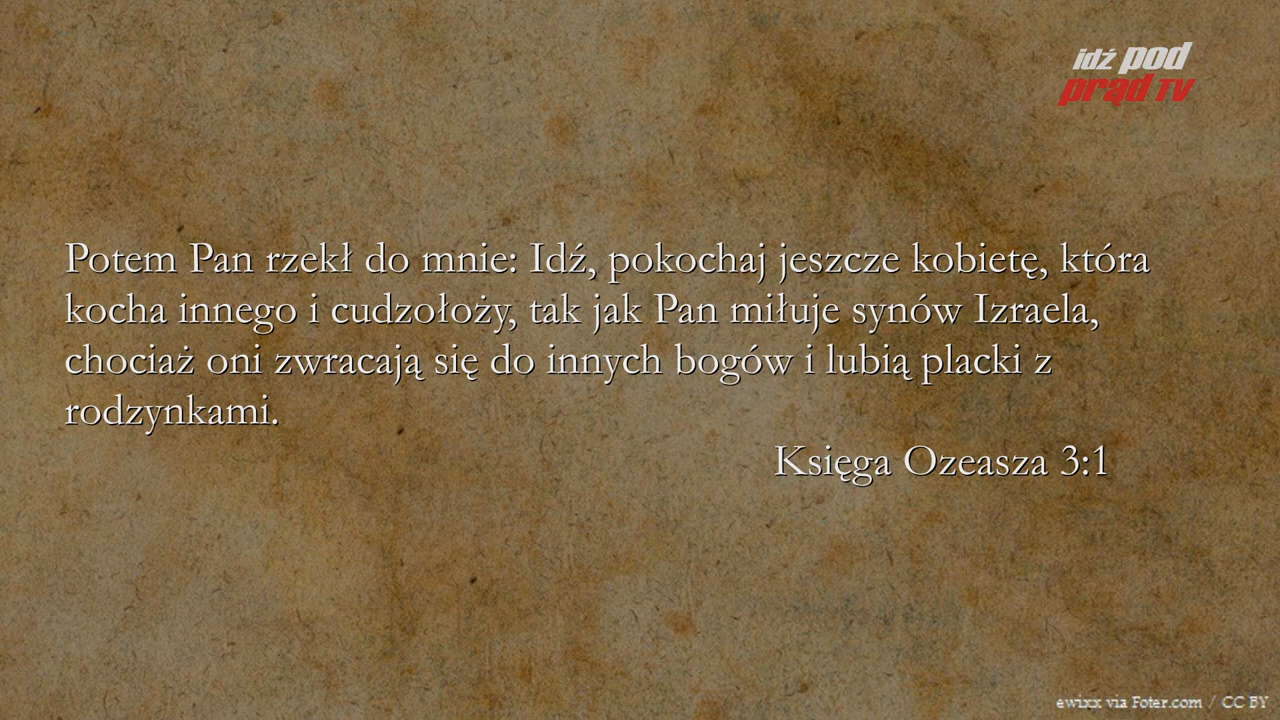 idź pod
prąd TV
Potem Pan rzekł do mnie: Idź, pokochaj jeszcze kobietę, która
kocha innego i cudzołoży, tak jak Pan miłuje synów Izraela,
chociaż oni zwracają się do innych bogów i lubią placki z
rodzynkami.
Księga Ozeasza 3:1
ewixx via Foter.com / CC BY